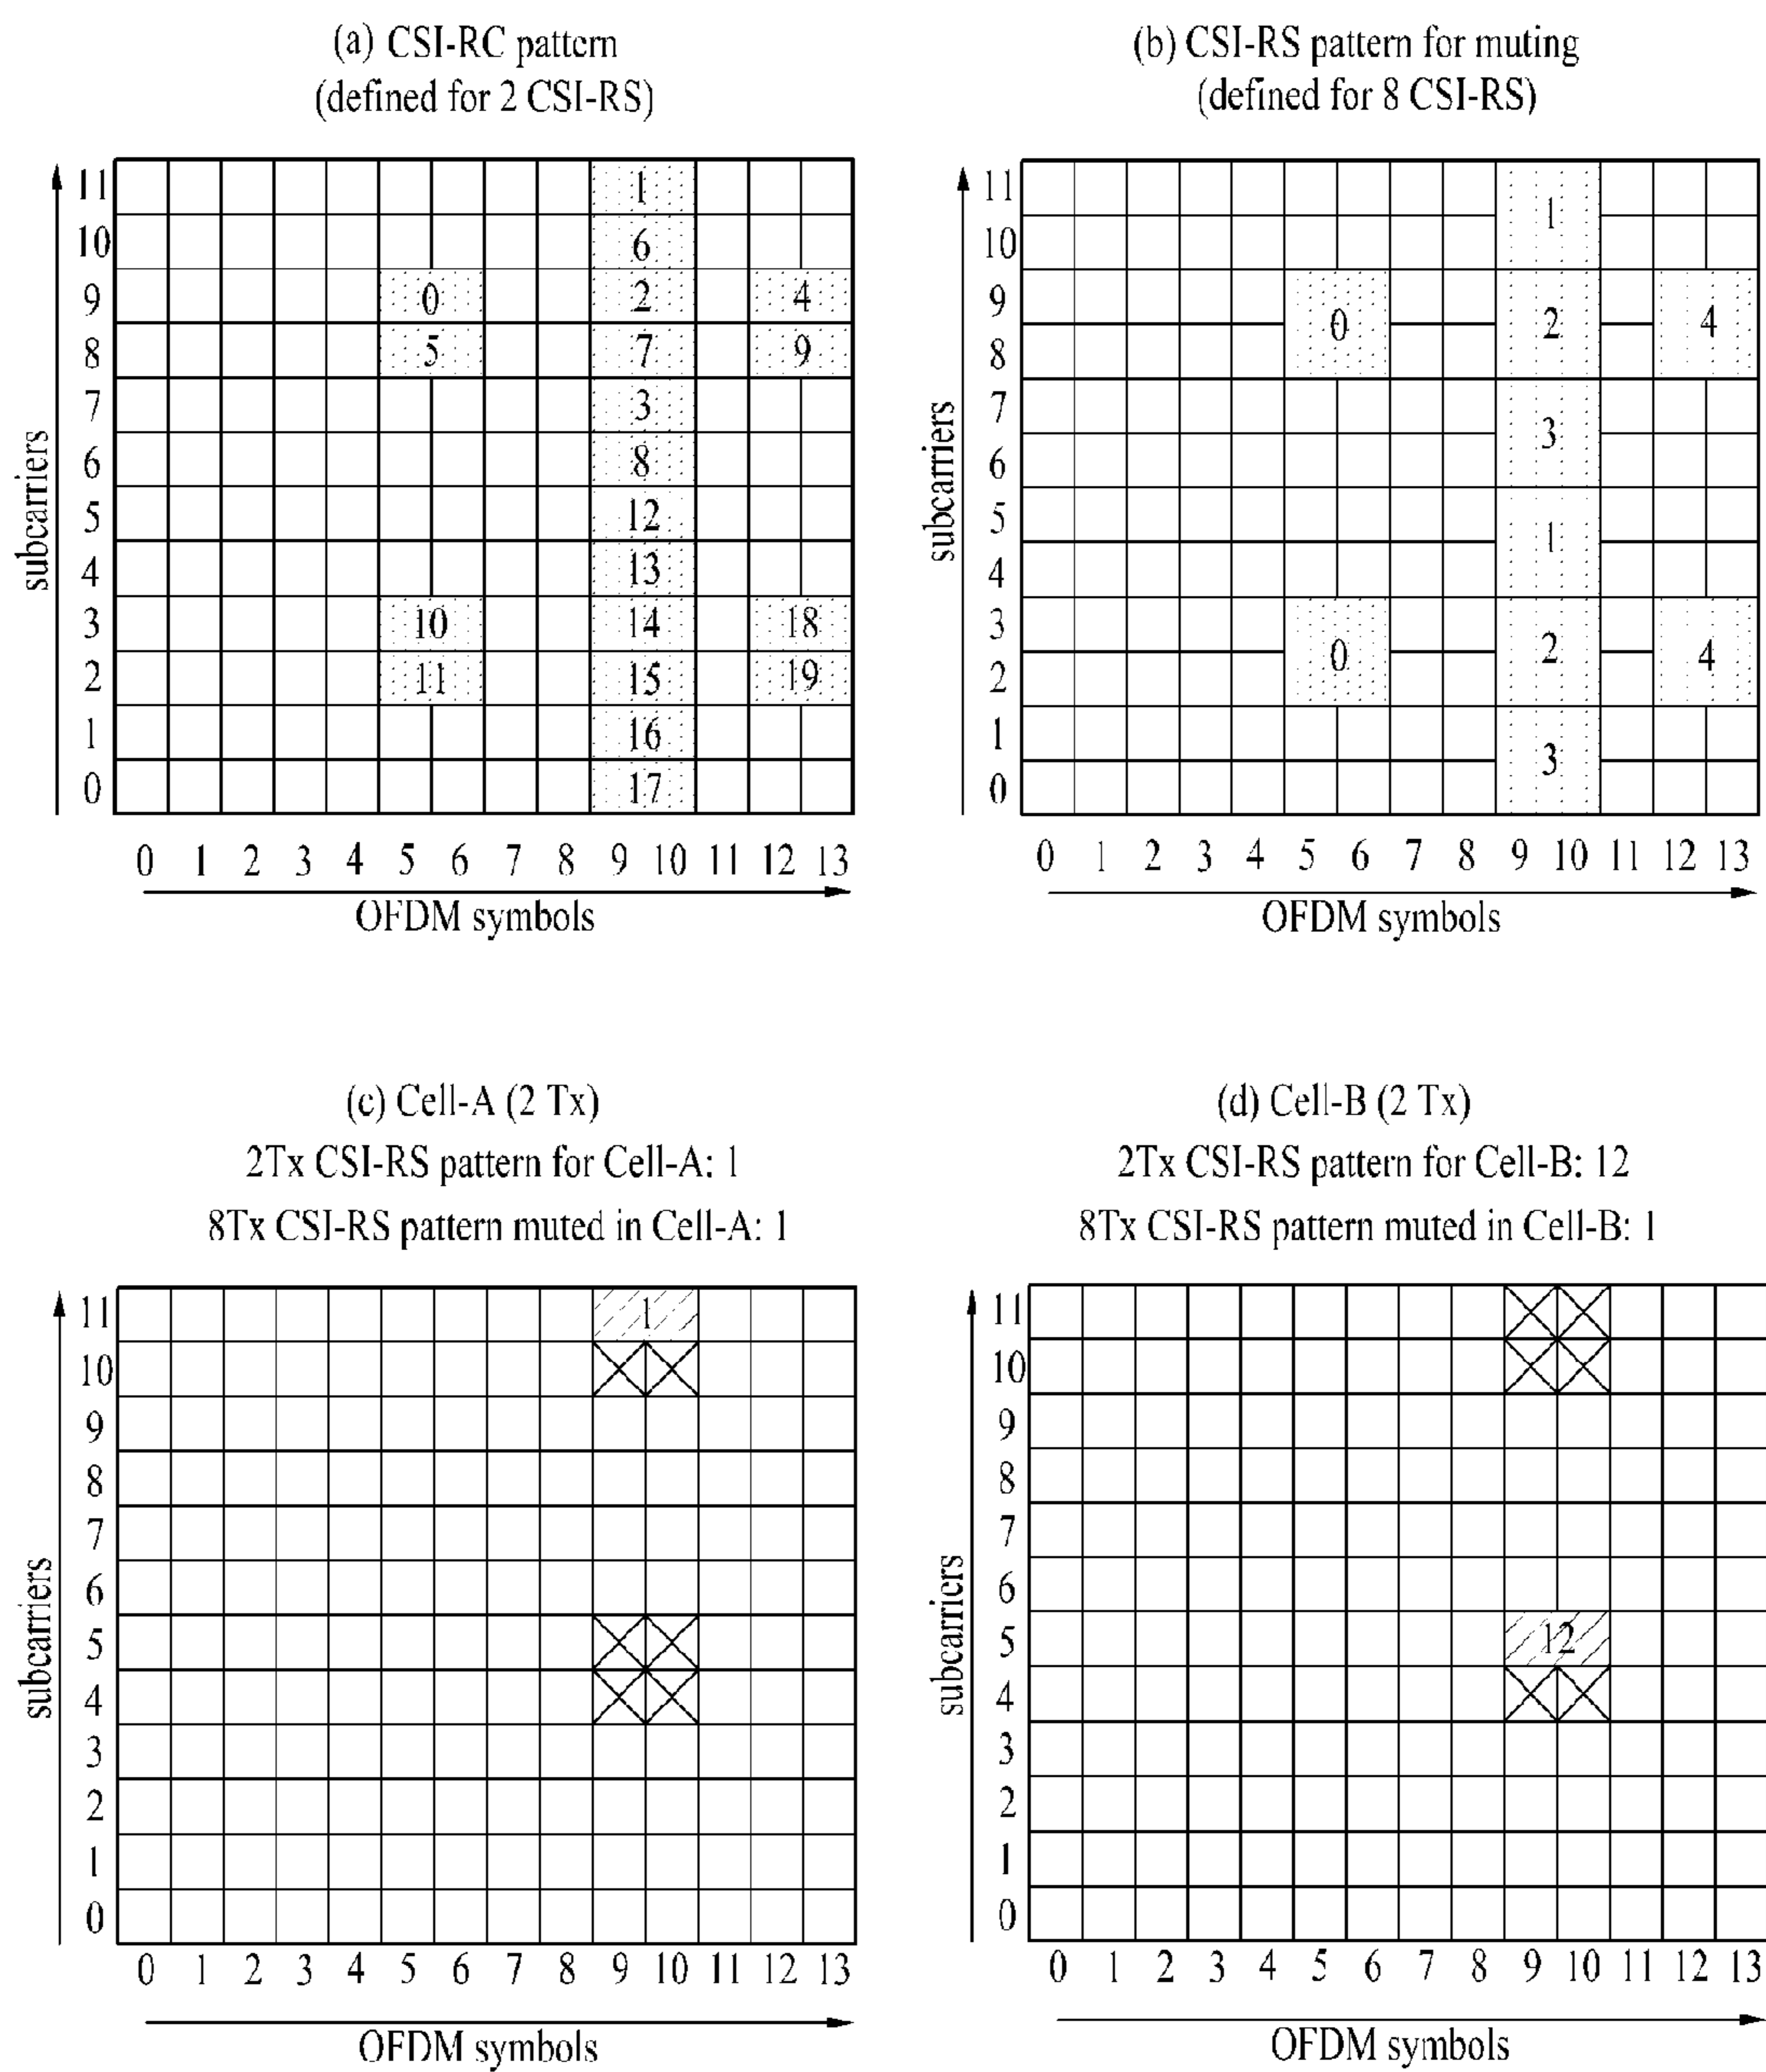 (a) CSI-RC pattern
(defined for 2 CSI-RS)
11 1
10 6
9 0 2 4
8 5 7 9
7 3
6 8
5 12
4 13
3 10 14 18
2 11 15 19
1 16
0 17
subcarriers
0 1 2 3 4 5 6 7 8 9 10 11 12 13
OFDM symbols
(b) CSI-RS pattern for muting
(defined for 8 CSI-RS)
11
1
10
9
0 2 4
8
7
3
6
5
1
4
3
0 2 4
2
1
3
0
subcarriers
0 1 2 3 4 5 6 7 8 9 10 11 12 13
OFDM symbols
(c) Cell-A (2 Tx)
2Tx CSI-RS pattern for Cell-A: 1
8Tx CSI-RS pattern muted in Cell-A: 1
11 1
10
9
8
7
6
5
4
3
2
1
0
subcarriers
0 1 2 3 4 5 6 7 8 9 10 11 12 13
OFDM symbols
(d) Cell-B (2 Tx)
2Tx CSI-RS pattern for Cell-B: 12
8Tx CSI-RS pattern muted in Cell-B: 1
11
10
9
8
7
6
5 12
4
3
2
1
0
subcarriers
0 1 2 3 4 5 6 7 8 9 10 11 12 13
OFDM symbols